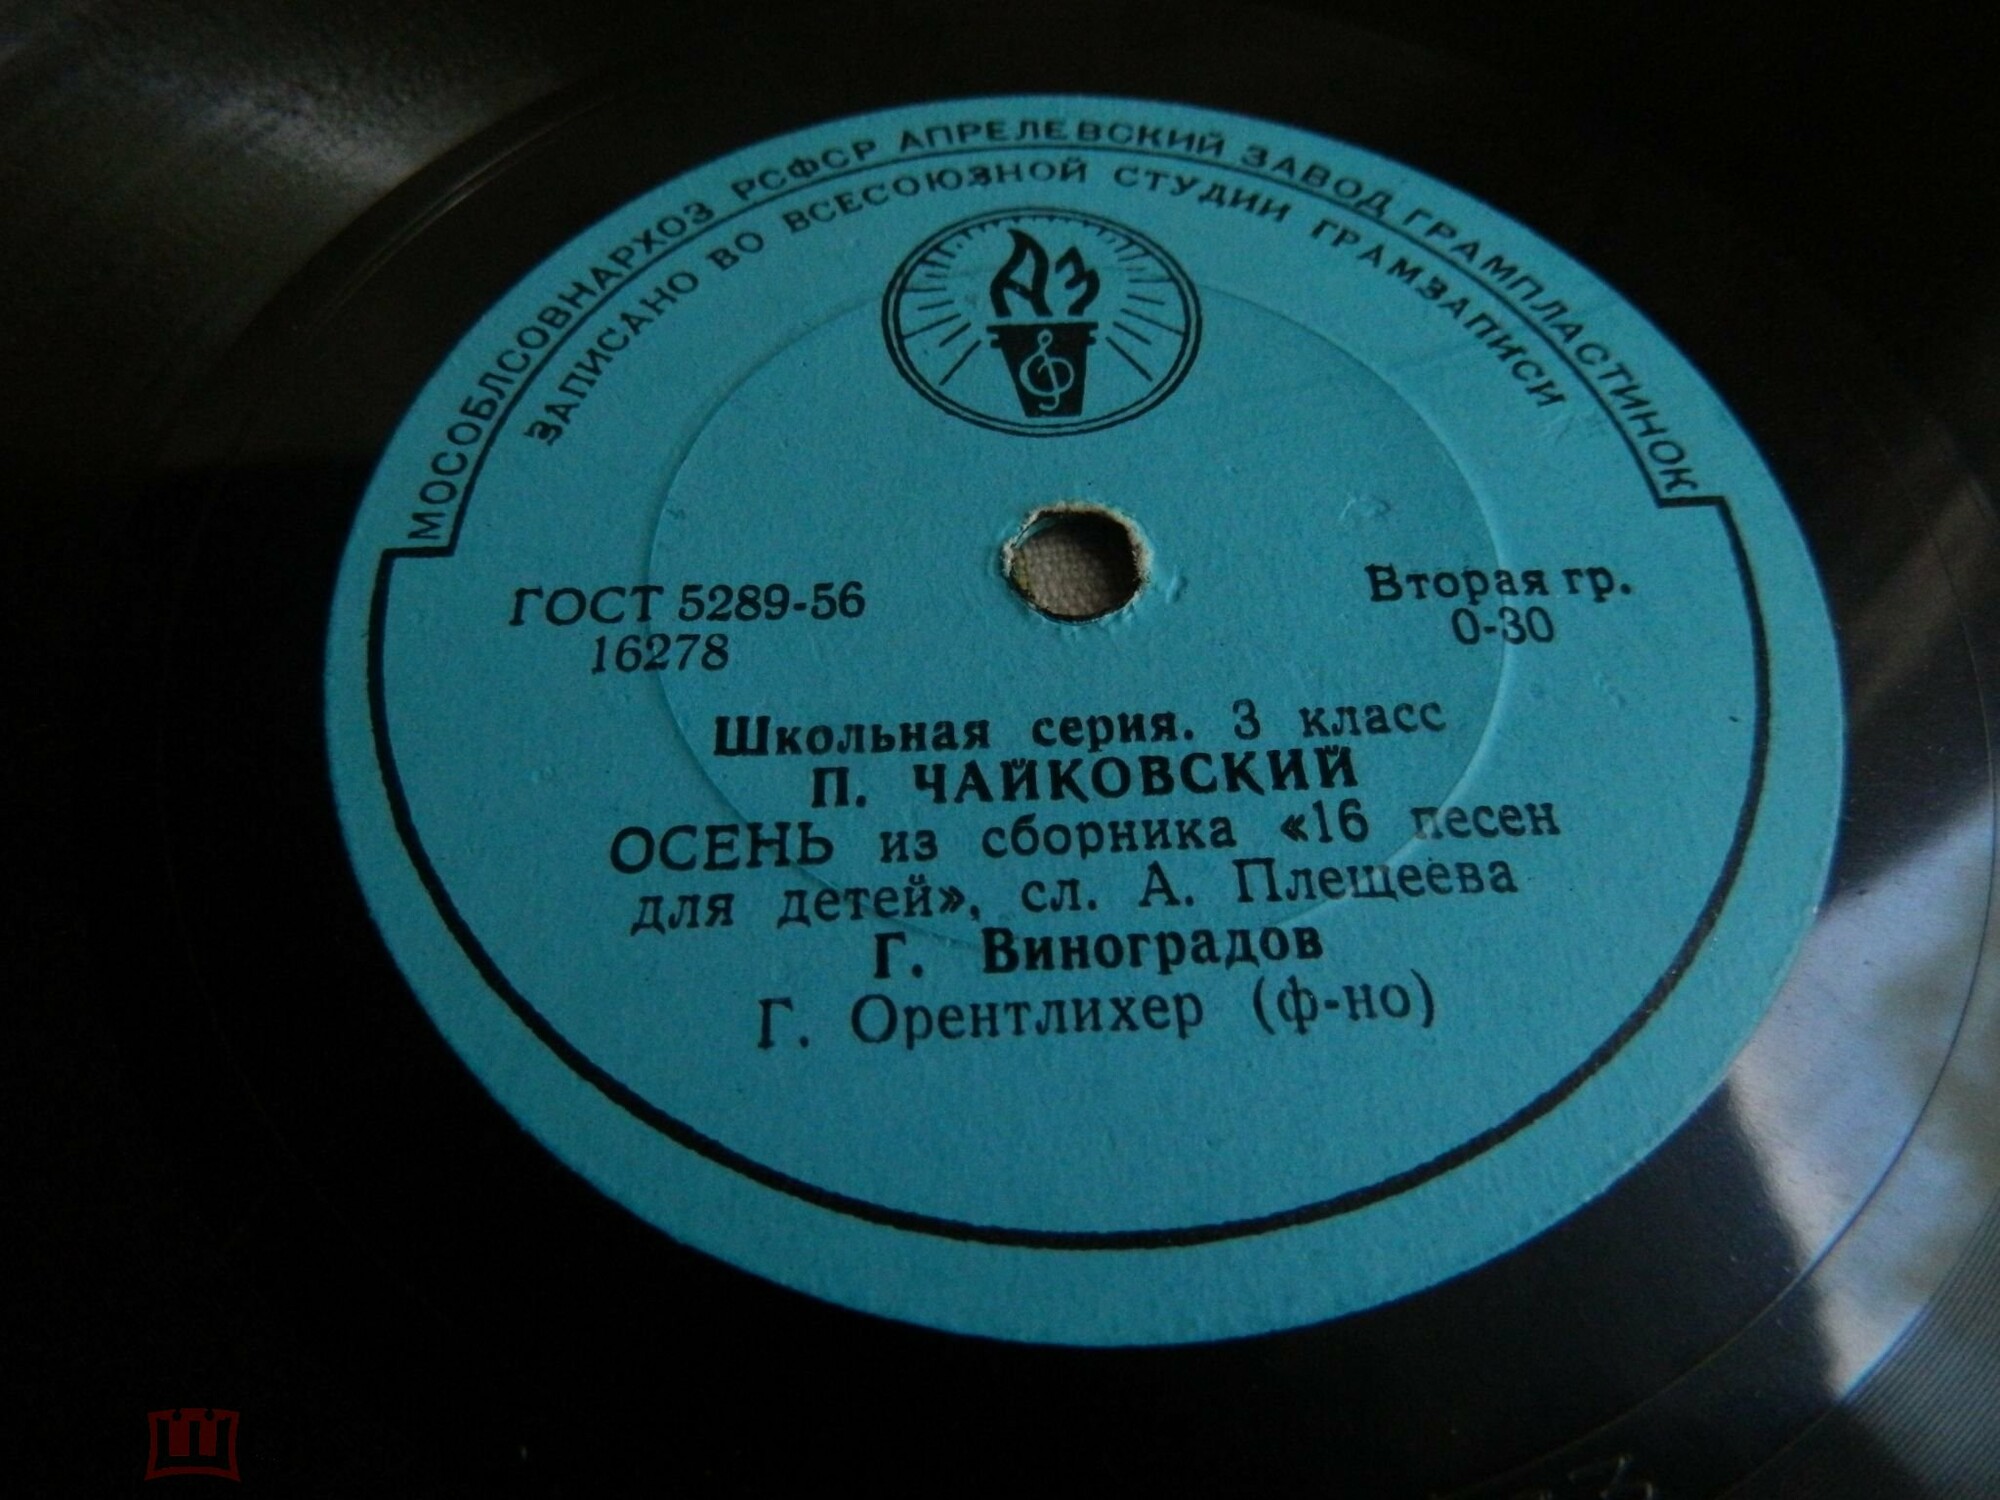 МОСОБЛСОВНАРХОЗ РСФСР АПРЕЛЕВСКИЙ ЗАВОД ГРАМПЛАСТИНОК
ЗАПИСАНО ВО ВСЕСОЮЗНОЙ СТУДИИ ГРАМЗАПИСИ
АЗ
ГОСТ 5289-56
16278
Вторая гр.
0-30
Школьная серия. 3 класс
П. ЧАЙКОВСКИЙ
ОСЕНЬ из сборника «16 песен
для детей», сл. А. Плещеева
Г. Виноградов
Г. Орентлихер (ф-но)